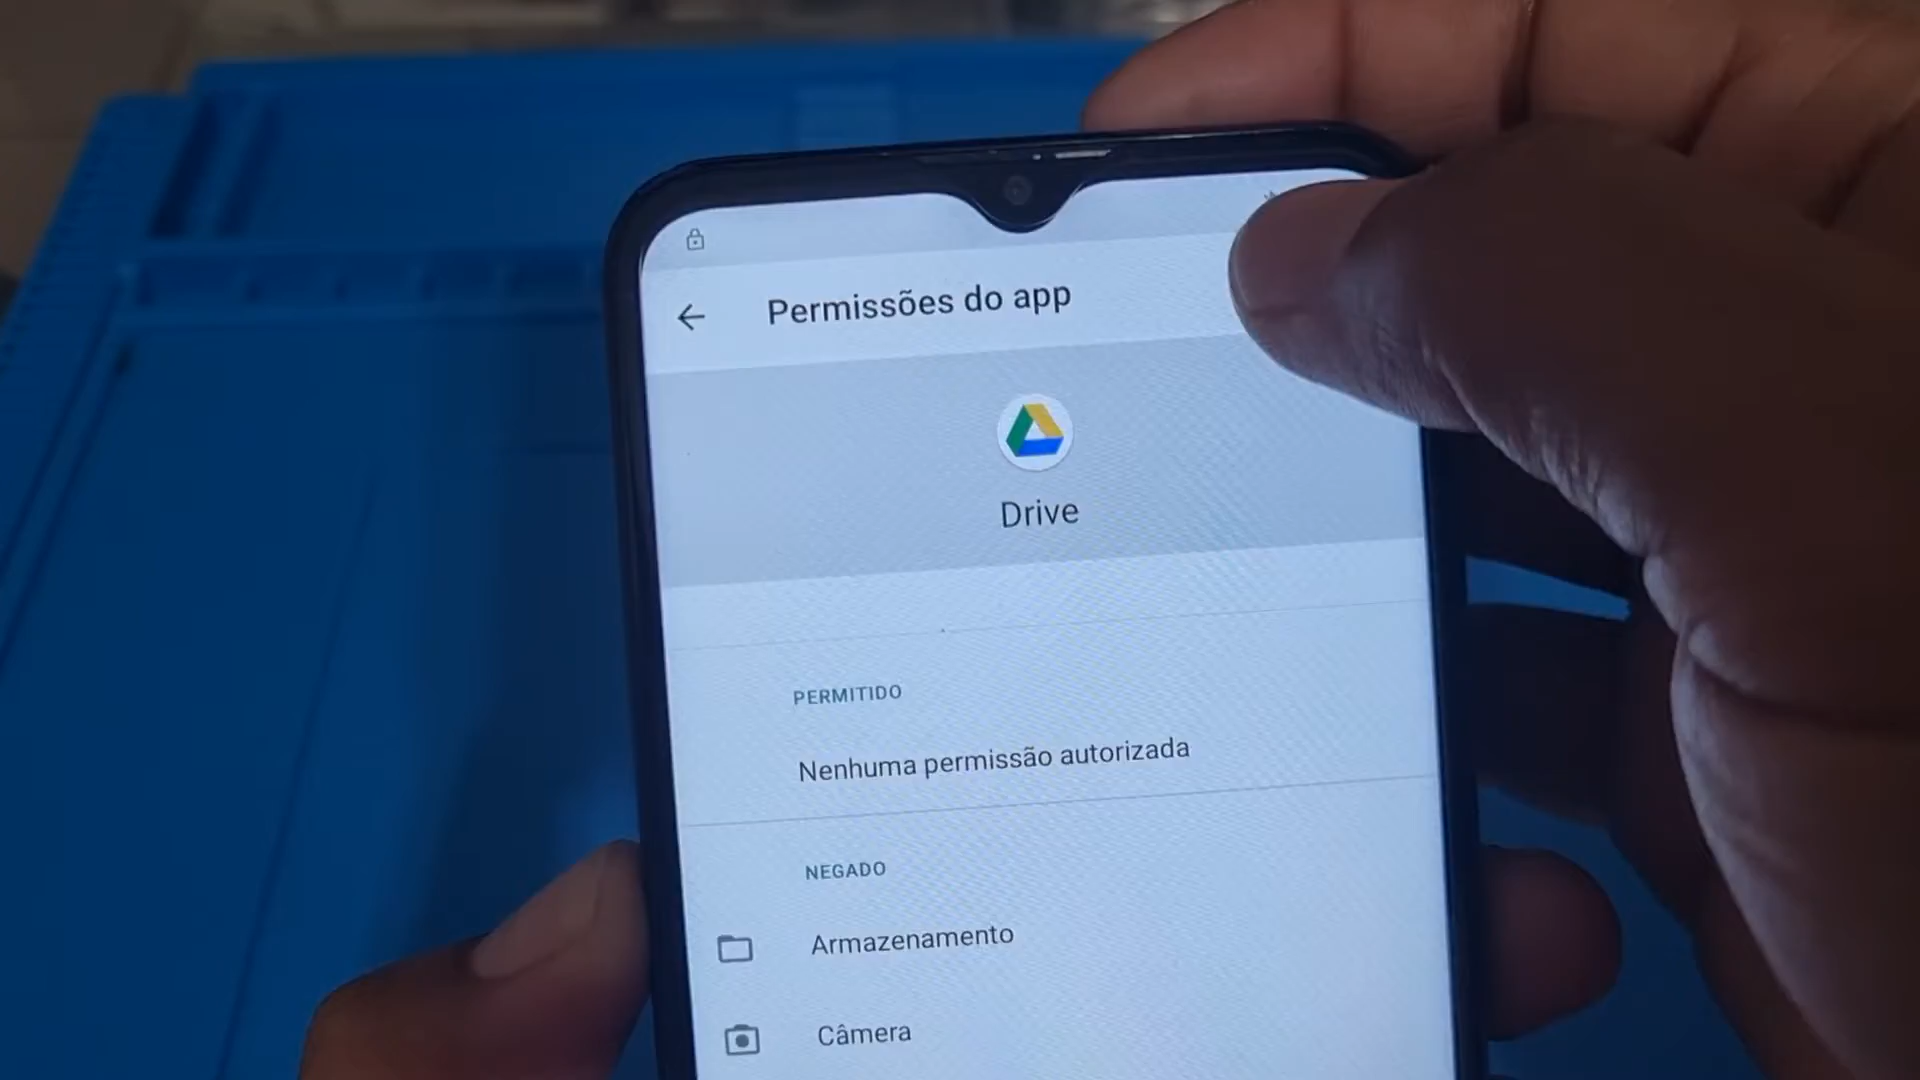 Permissões do app
Drive
PERMITIDO
Nenhuma permissão autorizada
NEGADO
Armazenamento
Câmera